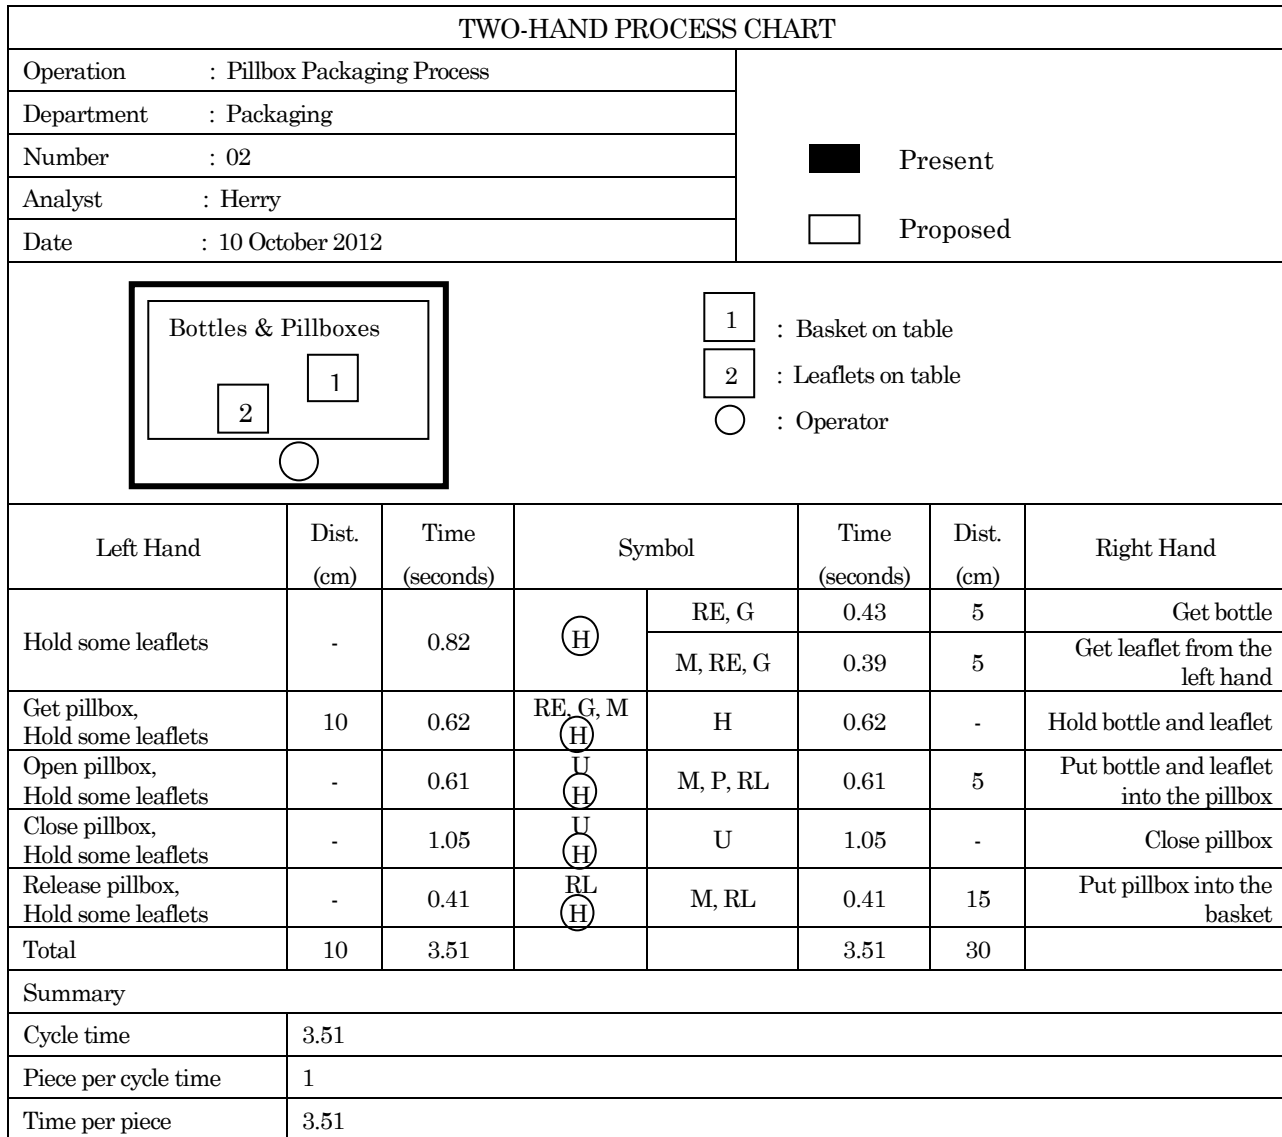 TWO-HAND PROCESS CHART
Operation : Pillbox Packaging Process
Department : Packaging
Number : 02
Analyst : Herry
Date : 10 October 2012
Present
Proposed
Bottles & Pillboxes
1
2
1 : Basket on table
2 : Leaflets on table
: Operator
Left Hand Dist. (cm) Time (seconds) Symbol Time (seconds) Dist. (cm) Right Hand
Hold some leaflets - 0.82 H RE, G 0.43 5 Get bottle
M, RE, G 0.39 5 Get leaflet from the left hand
Get pillbox, Hold some leaflets 10 0.62 RE, G, M H H 0.62 - Hold bottle and leaflet
Open pillbox, Hold some leaflets - 0.61 U H M, P, RL 0.61 5 Put bottle and leaflet into the pillbox
Close pillbox, Hold some leaflets - 1.05 U H U 1.05 - Close pillbox
Release pillbox, Hold some leaflets - 0.41 RL H M, RL 0.41 15 Put pillbox into the basket
Total 10 3.51 3.51 30
Summary
Cycle time 3.51
Piece per cycle time 1
Time per piece 3.51